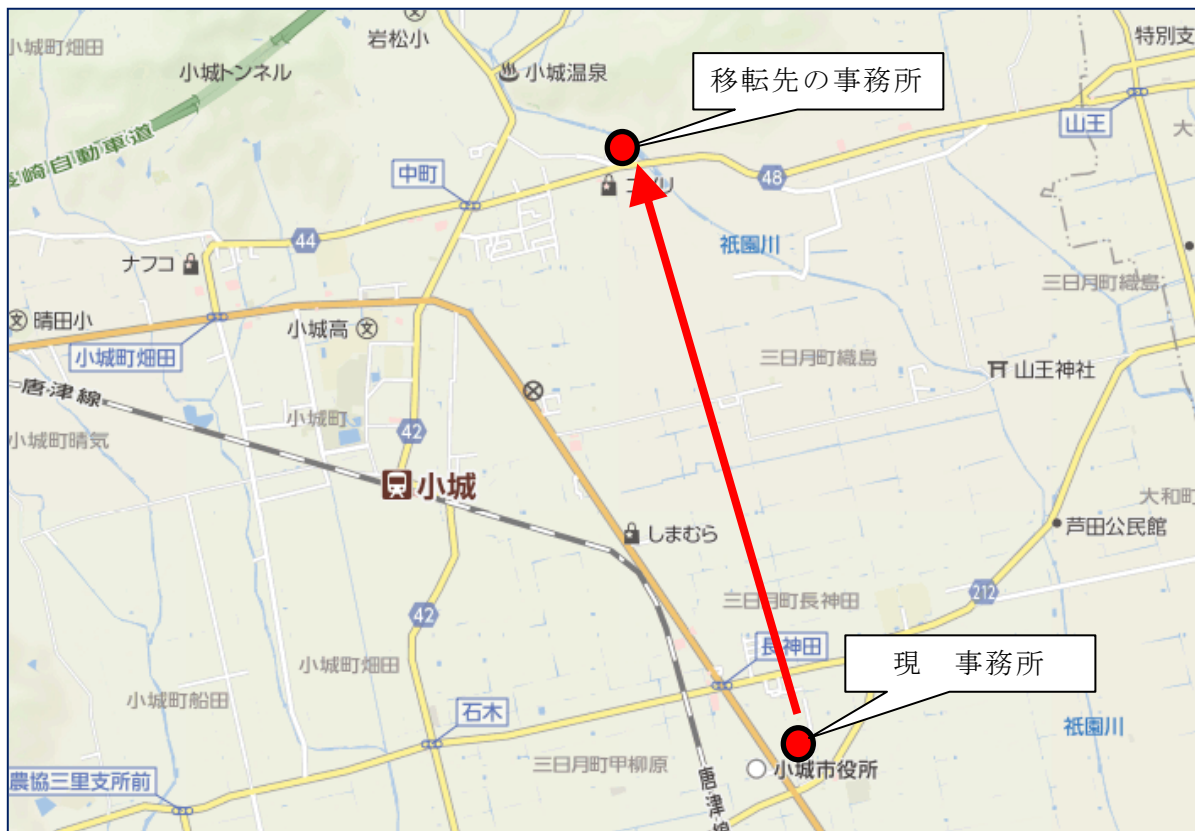 小城町畑田
岩松小
特別支
小城トンネル
小城温泉
移転先の事務所
山王
大
長崎自動車道
中町
48
44
祇園川
ナフコ
三日月町織島
晴田小
小城高
小城町畑田
三日月町織島
山王神社
唐津線
小城町
42
小城町晴気
小城
大和町
しまむら
芦田公民館
212
三日月町長神田
42
長神田
現 事務所
小城町畑田
小城町船田
石木
祇園川
三日月町甲柳原
小城市役所
農協三里支所前
唐津線